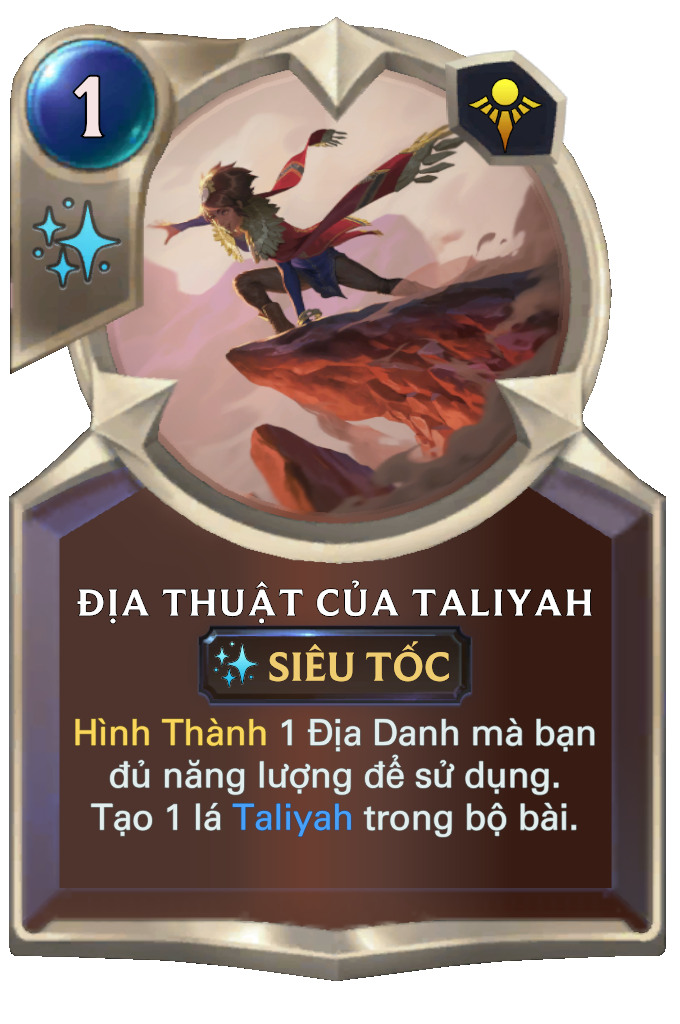 1
ĐỊA THUẬT CỦA TALIYAH
SIÊU TỐC
Hình Thành 1 Địa Danh mà bạn
đủ năng lượng để sử dụng.
Tạo 1 lá Taliyah trong bộ bài.